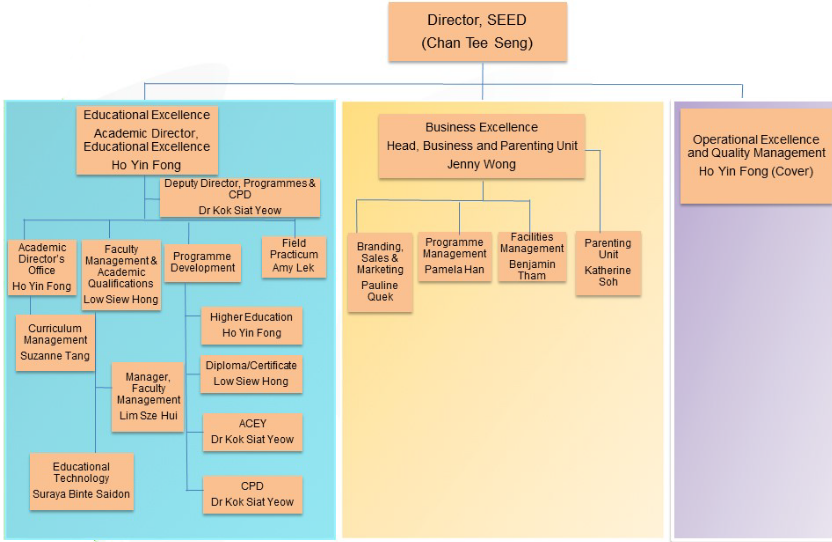 Director, SEED
(Chan Tee Seng)
Educational Excellence
Academic Director,
Educational Excellence
Ho Yin Fong
Deputy Director, Programmes &
CPD
Dr Kok Siat Yeow
Academic
Director's
Office
Ho Yin Fong
Faculty
Management &
Academic
Qualifications
Low Siew Hong
Programme
Development
Field
Practicum
Amy Lek
Curriculum
Management
Suzanne Tang
Manager,
Faculty
Management
Lim Sze Hui
Educational
Technology
Suraya Binte Saidon
Higher Education
Ho Yin Fong
Diploma/Certificate
Low Siew Hong
ACEY
Dr Kok Siat Yeow
CPD
Dr Kok Siat Yeow
Business Excellence
Head, Business and Parenting Unit
Jenny Wong
Branding,
Sales &
Marketing
Pauline
Quek
Programme
Management
Pamela Han
Facilities
Management
Benjamin
Tham
Parenting
Unit
Katherine
Soh
Operational Excellence
and Quality Management
Ho Yin Fong (Cover)